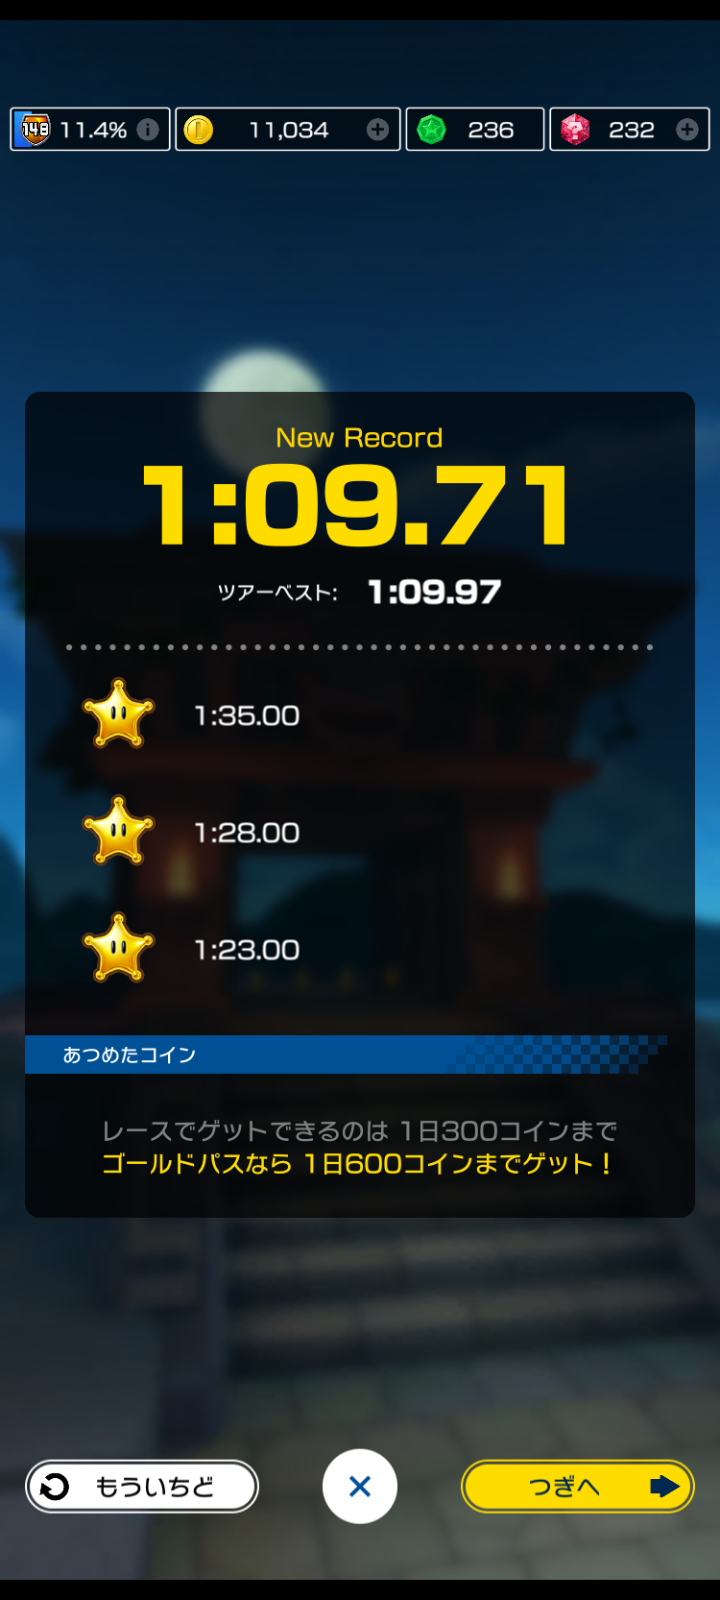 148 11.4% i 11,034 + 236 ? 232 +
New Record
1:09.71
ツアーベスト: 1:09.97
1:35.00
1:28.00
1:23.00
あつめたコイン
レースでゲットできるのは 1日300コインまで
ゴールドパスなら 1日600コインまでゲット！
もういちど × つぎへ